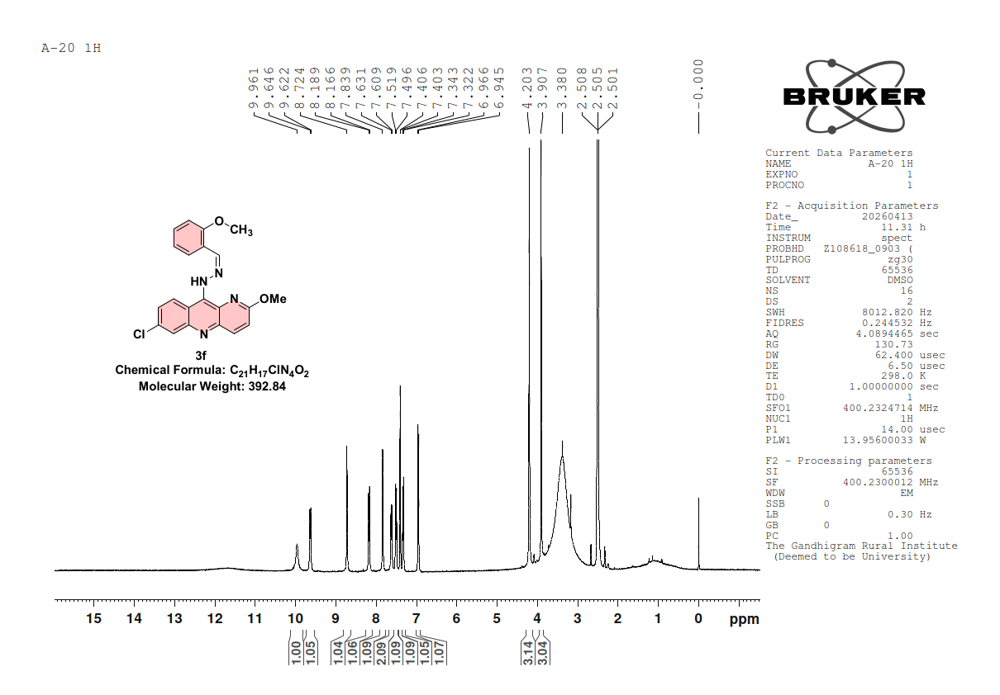 A-20 1H
9.961
9.646
9.622
8.724
8.189
8.166
7.839
7.631
7.609
7.519
7.496
7.406
7.403
7.343
7.322
6.966
6.945
4.203
3.907
3.380
2.508
2.505
2.501
-0.000
BRUKER
Current Data Parameters
NAME A-20 1H
EXPNO 1
PROCNO 1
F2 - Acquisition Parameters
Date_ 20260413
Time 11.31 h
INSTRUM spect
PROBHD Z108618_0903 (
PULPROG zg30
TD 65536
SOLVENT DMSO
NS 16
DS 2
SWH 8012.820 Hz
FIDRES 0.244532 Hz
AQ 4.0894465 sec
RG 130.73
DW 62.400 usec
DE 6.50 usec
TE 298.0 K
D1 1.00000000 sec
TD0 1
SFO1 400.2324714 MHz
NUC1 1H
P1 14.00 usec
PLW1 13.95600033 W
F2 - Processing parameters
SI 65536
SF 400.2300012 MHz
WDW EM
SSB 0
LB 0.30 Hz
GB 0
PC 1.00
The Gandhigram Rural Institute
(Deemed to be University)
O
CH3
N
HN
N
OMe
Cl
N
3f
Chemical Formula: C21H17ClN4O2
Molecular Weight: 392.84
15 14 13 12 11 10 9 8 7 6 5 4 3 2 1 0 ppm
1.00
1.05
1.04
1.06
1.09
2.09
1.09
1.09
1.05
1.07
3.14
3.04